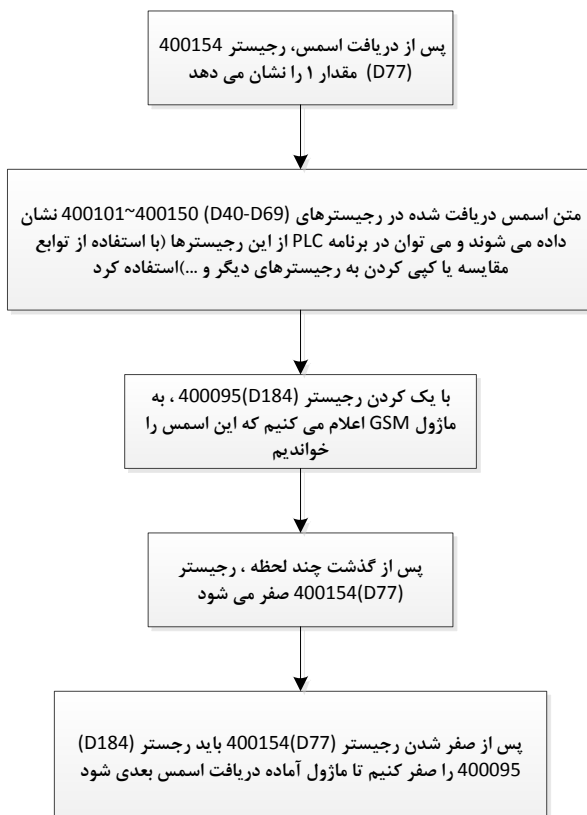 پس از دریافت اسمس، رجیستر 400154
(D77) مقدار ۱ را نشان می دهد
متن اسمس دریافت شده در رجیسترهای (D40-D69) 400101~400150 نشان
داده می شوند و می توان در برنامه PLC از این رجیسترها (با استفاده از توابع
مقایسه یا کپی کردن به رجیسترهای دیگر و ...)استفاده کرد
با یک کردن رجیستر 400095(D184) ، به
ماژول GSM اعلام می کنیم که این اسمس را
خواندیم
پس از گذشت چند لحظه ، رجیستر
400154(D77) صفر می شود
پس از صفر شدن رجیستر 400154(D77) باید رجستر (D184)
400095 را صفر کنیم تا ماژول آماده دریافت اسمس بعدی شود